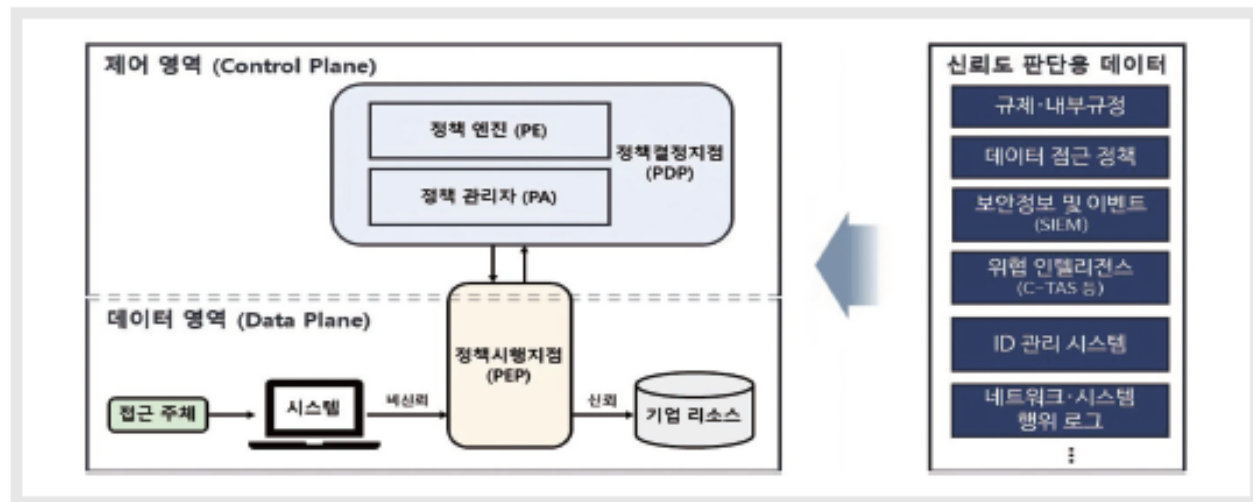 제어 영역 (Control Plane)
정책 엔진 (PE)
정책 관리자 (PA)
정책결정지점
(PDP)
데이터 영역 (Data Plane)
정책시행지점
(PEP)
접근 주체
시스템
비신뢰
신뢰
기업 리소스
신뢰도 판단용 데이터
규제·내부규정
데이터 접근 정책
보안정보 및 이벤트
(SIEM)
위협 인텔리전스
(C-TAS 등)
ID 관리 시스템
네트워크·시스템
행위 로그
⋮